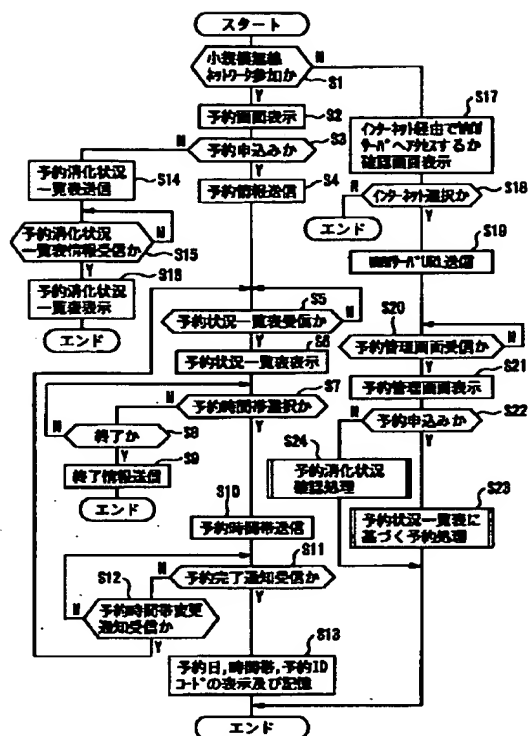 スタート
小規模無線
ネットワーク参加か
S1
Y
N
予約画面表示
S2
予約申込みか
S3
N
Y
予約情報送信
S4
予約消化状況
一覧表送信
S14
予約消化状況
一覧表情報受信か
S15
N
Y
予約消化状況
一覧表表示
S16
エンド
予約状況一覧表受信か
S5
N
Y
予約状況一覧表表示
S6
予約時間帯選択か
S7
N
Y
終了か
S8
N
Y
終了情報送信
S9
エンド
予約時間帯送信
S10
予約完了通知受信か
S11
N
Y
予約時間帯変更
通知受信か
S12
N
Y
予約日,時間帯,予約ID
コードの表示及び記憶
S13
エンド
インターネット経由でWWW
サーバへアクセスするか
確認画面表示
S17
インターネット選択か
S18
N
Y
エンド
WWWサーバURL送信
S19
予約管理画面受信か
S20
N
Y
予約管理画面表示
S21
予約申込みか
S22
N
Y
予約消化状況
確認処理
S24
予約状況一覧表に
基づく予約処理
S23